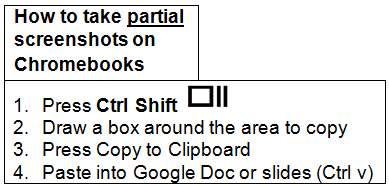 How to take partial
screenshots on
Chromebooks
1. Press Ctrl Shift
2. Draw a box around the area to copy
3. Press Copy to Clipboard
4. Paste into Google Doc or slides (Ctrl v)